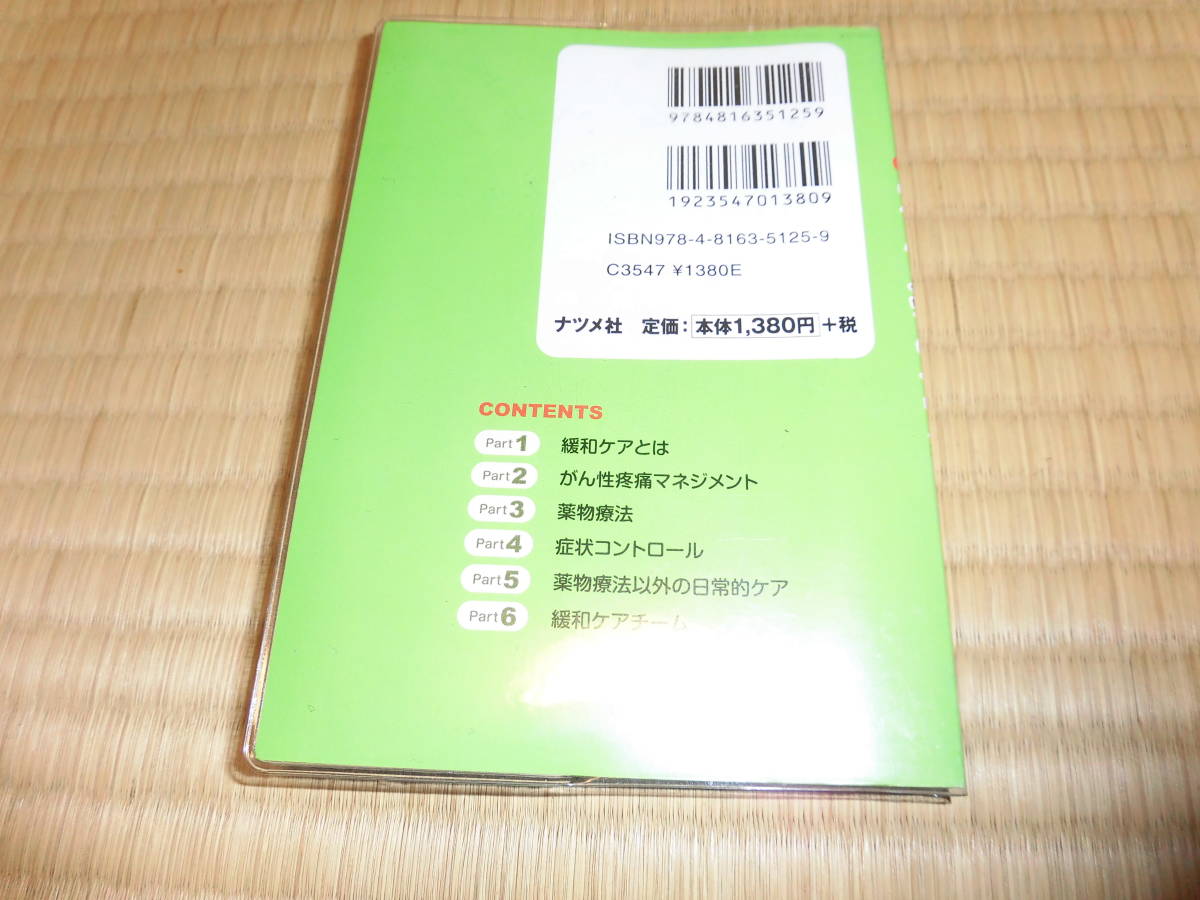 9784816351259
1923547013809
ISBN978-4-8163-5125-9
C3547 ¥1380E
ナツメ社 定価：本体1,380円+税
CONTENTS
Part1 緩和ケアとは
Part2 がん性疼痛マネジメント
Part3 薬物療法
Part4 症状コントロール
Part5 薬物療法以外の日常的ケア
Part6 緩和ケアチーム